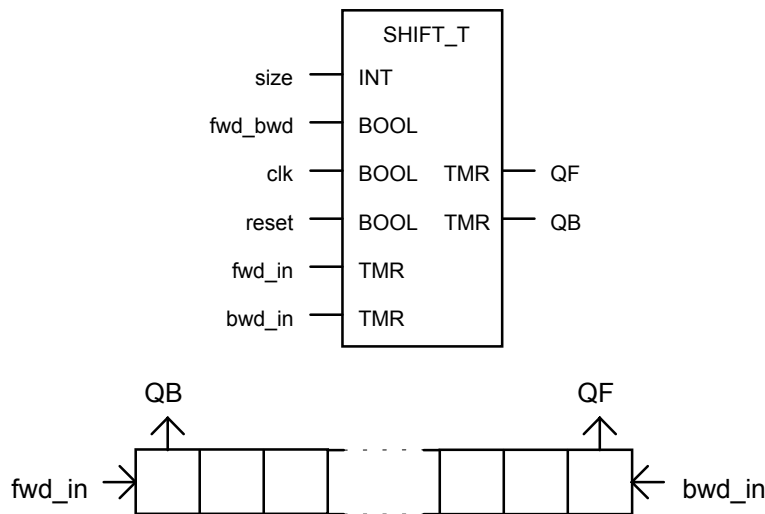 SHIFT_T
size INT
fwd_bwd BOOL
clk BOOL TMR QF
reset BOOL TMR QB
fwd_in TMR
bwd_in TMR
QB QF
fwd_in bwd_in